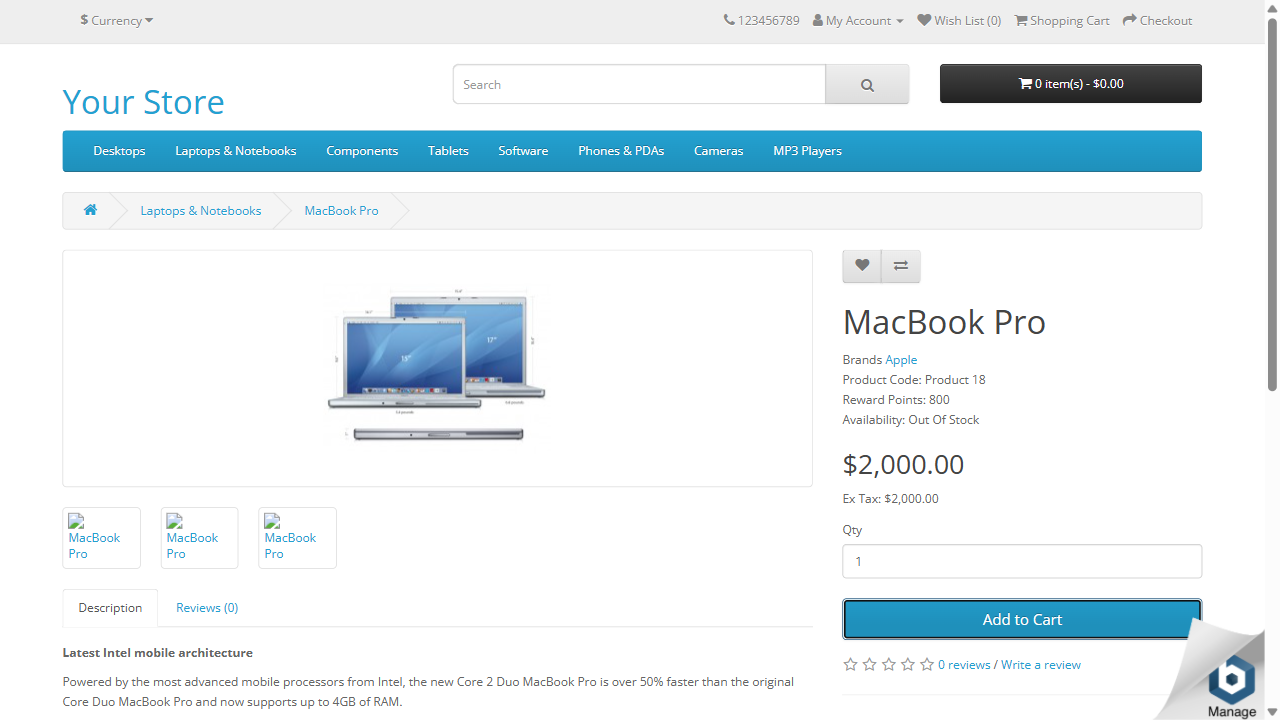 $ Currency
123456789 My Account Wish List (0) Shopping Cart Checkout
Your Store
Search
0 item(s) - $0.00
Desktops Laptops & Notebooks Components Tablets Software Phones & PDAs Cameras MP3 Players
Laptops & Notebooks MacBook Pro
MacBook Pro
Brands Apple
Product Code: Product 18
Reward Points: 800
Availability: Out Of Stock
$2,000.00
Ex Tax: $2,000.00
Qty
1
Add to Cart
0 reviews / Write a review
15"
17"
MacBook Pro
MacBook Pro
MacBook Pro
Description Reviews (0)
Latest Intel mobile architecture
Powered by the most advanced mobile processors from Intel, the new Core 2 Duo MacBook Pro is over 50% faster than the original
Core Duo MacBook Pro and now supports up to 4GB of RAM.
Manage